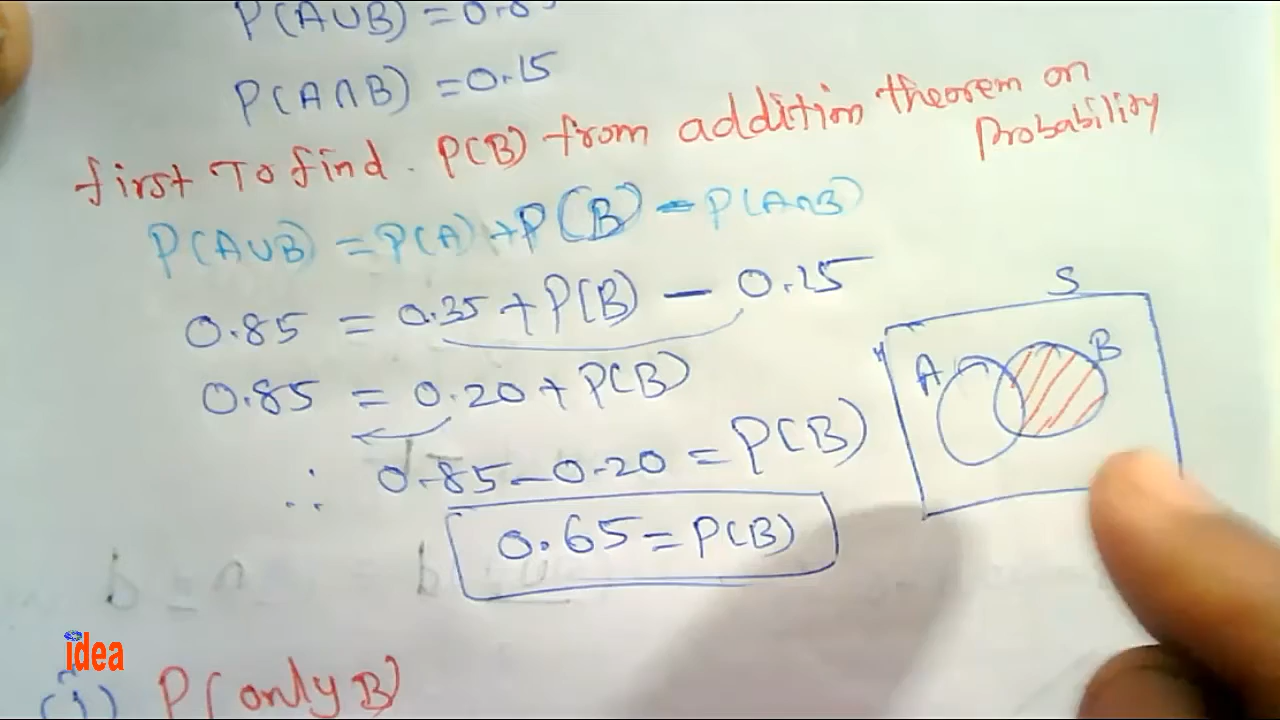 P(A∪B) = 0.85
P(A∩B) = 0.15
first To find. P(B) from addition theorem on
Probability
P(A∪B) = P(A) + P(B) - P(A∩B)
0.85 = 0.35 + P(B) - 0.15
0.85 = 0.20 + P(B)
∴ 0.85 - 0.20 = P(B)
0.65 = P(B)
S
A
B
idea
(i) P(only B)